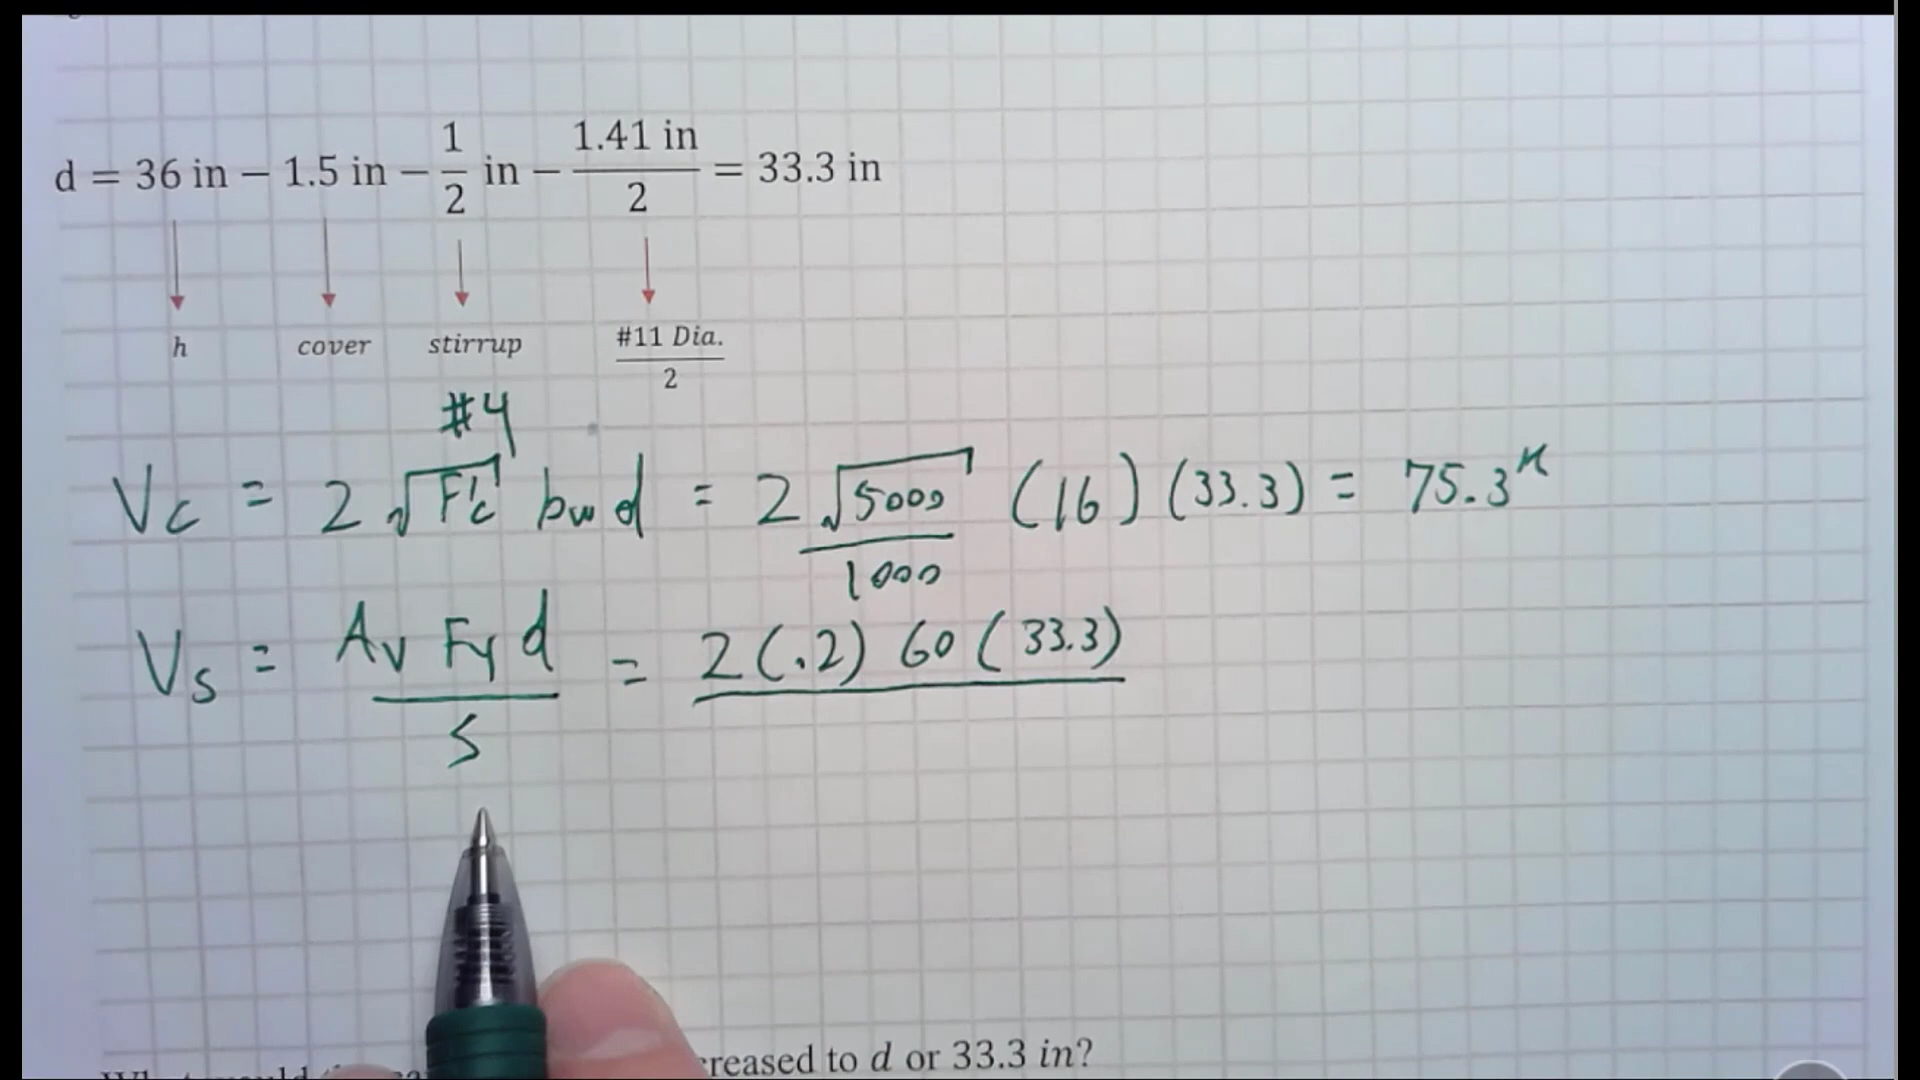 d = 36 in − 1.5 in − 1/2 in − 1.41 in/2 = 33.3 in
h cover stirrup #11 Dia./2
#4
Vc = 2 √F'c bw d = 2 √5000/1000 (16) (33.3) = 75.3ᴷ
Vs = Av Fy d/s = 2 (.2) 60 (33.3)
creased to d or 33.3 in?